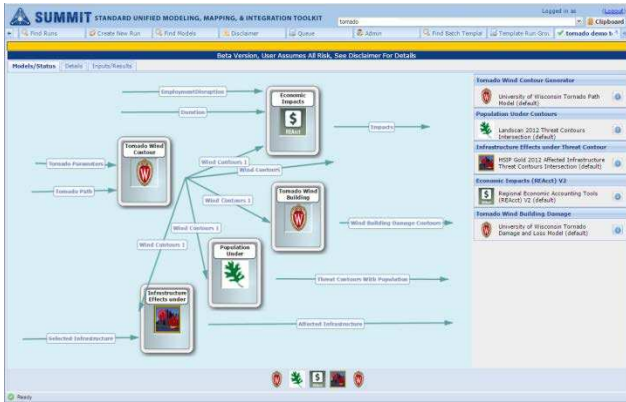 SUMMIT STANDARD UNIFIED MODELING, MAPPING, & INTEGRATION TOOLKIT
Logged in as
(Logout)
tornado
Clipboard
Find Runs
Create New Run
Find Models
Disclaimer
Queue
Admin
Find Batch Templat
Template Run Grou
tornado demo t
Beta Version, User Assumes All Risk, See Disclaimer For Details
Models/Status
Details
Inputs/Results
EmploymentDisruption
Duration
Economic
Impacts
$
REAct
Impacts
Tornado Wind
Contour
Tornado Parameters
Tornado Path
Wind Contours 1
Wind Contours
Wind Contours 1
Wind Contours 1
Wind Contours 1
Tornado Wind
Building
Wind Building Damage Contours
Population
Under
Threat Contours With Population
Infrastructure
Effects under
Selected Infrastructure
Affected Infrastructure
Tornado Wind Contour Generator
University of Wisconsin Tornado Path
Model (default)
Population Under Contours
Landscan 2012 Threat Contours
Intersection (default)
Infrastructure Effects under Threat Contour
HSIP Gold 2012 Affected Infrastructure
Threat Contours Intersection (default)
Economic Impacts (REAcct) V2
Regional Economic Accounting Tools
(REAcct) V2 (default)
Tornado Wind Building Damage
University of Wisconsin Tornado
Damage and Loss Model (default)
Ready